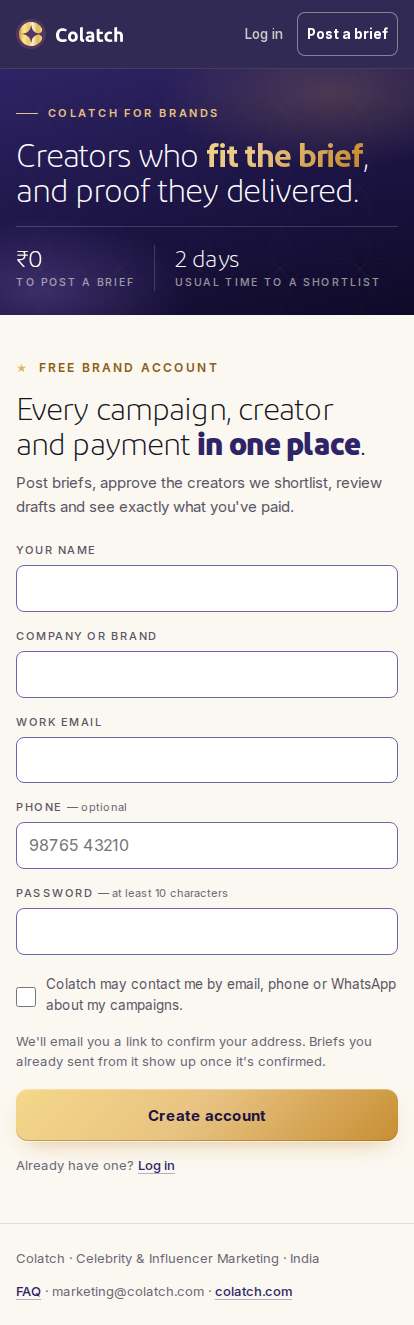 Colatch
Log in
Post a brief
COLATCH FOR BRANDS
Creators who fit the brief,
and proof they delivered.
₹0
TO POST A BRIEF
2 days
USUAL TIME TO A SHORTLIST
★ FREE BRAND ACCOUNT
Every campaign, creator
and payment in one place.
Post briefs, approve the creators we shortlist, review
drafts and see exactly what you've paid.
YOUR NAME
COMPANY OR BRAND
WORK EMAIL
PHONE — optional
98765 43210
PASSWORD — at least 10 characters
Colatch may contact me by email, phone or WhatsApp
about my campaigns.
We'll email you a link to confirm your address. Briefs you
already sent from it show up once it's confirmed.
Create account
Already have one? Log in
Colatch · Celebrity & Influencer Marketing · India
FAQ · marketing@colatch.com · colatch.com